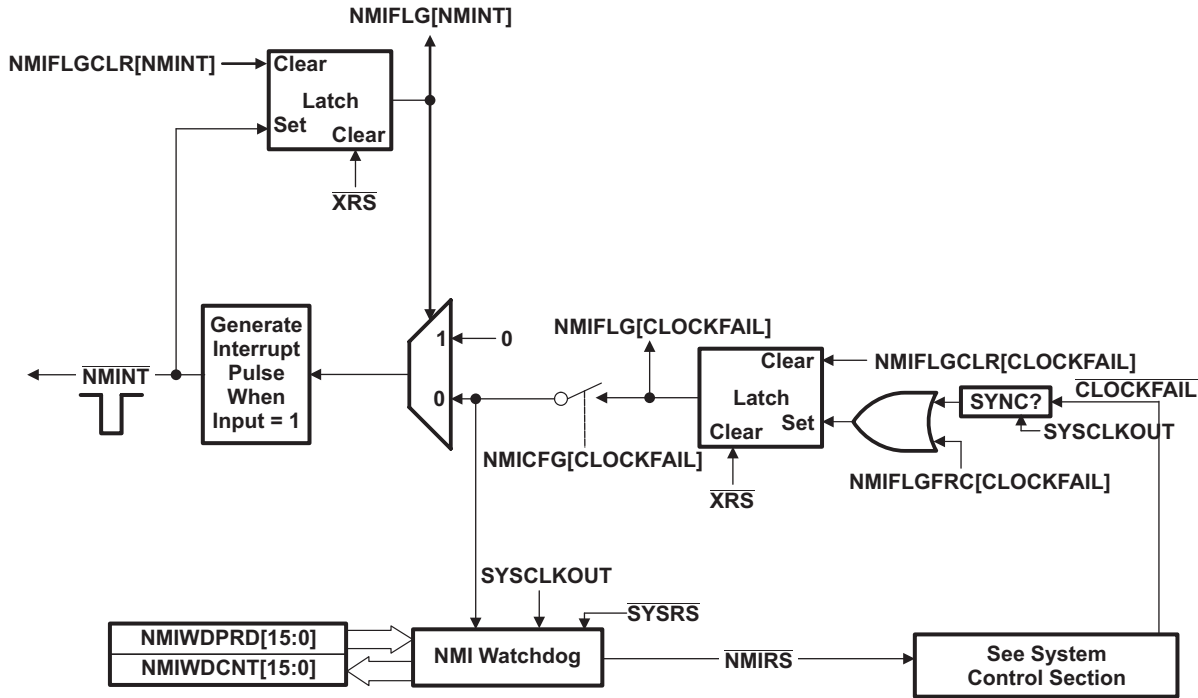 NMIFLG[NMINT]
NMIFLGCLR[NMINT]
Clear
Latch
Set
Clear
XRS
Generate
Interrupt
Pulse
When
Input = 1
NMINT
1
0
0
NMIFLG[CLOCKFAIL]
NMICFG[CLOCKFAIL]
Clear
Latch
Set
Clear
XRS
NMIFLGCLR[CLOCKFAIL]
CLOCKFAIL
SYNC?
SYSCLKOUT
NMIFLGFRC[CLOCKFAIL]
SYSCLKOUT
SYSRS
NMIWDPRD[15:0]
NMIWDCNT[15:0]
NMI Watchdog
NMIRS
See System
Control Section